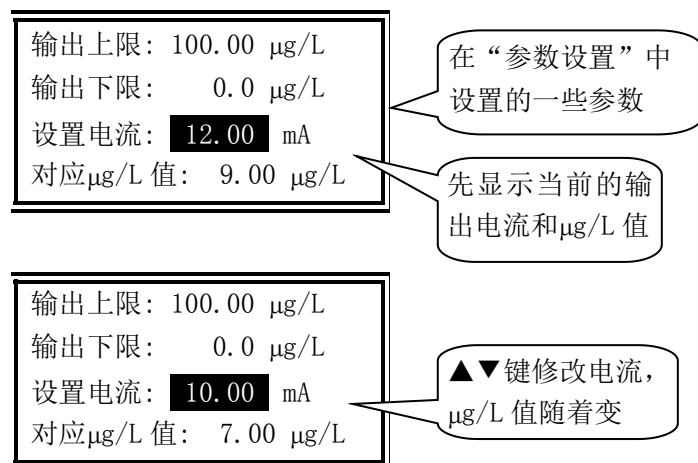 输出上限: 100.00 μg/L
输出下限: 0.0 μg/L
设置电流: 12.00 mA
对应μg/L 值: 9.00 μg/L
在“参数设置”中
设置的一些参数
先显示当前的输
出电流和μg/L 值
输出上限: 100.00 μg/L
输出下限: 0.0 μg/L
设置电流: 10.00 mA
对应μg/L 值: 7.00 μg/L
▲▼键修改电流，
μg/L 值随着变